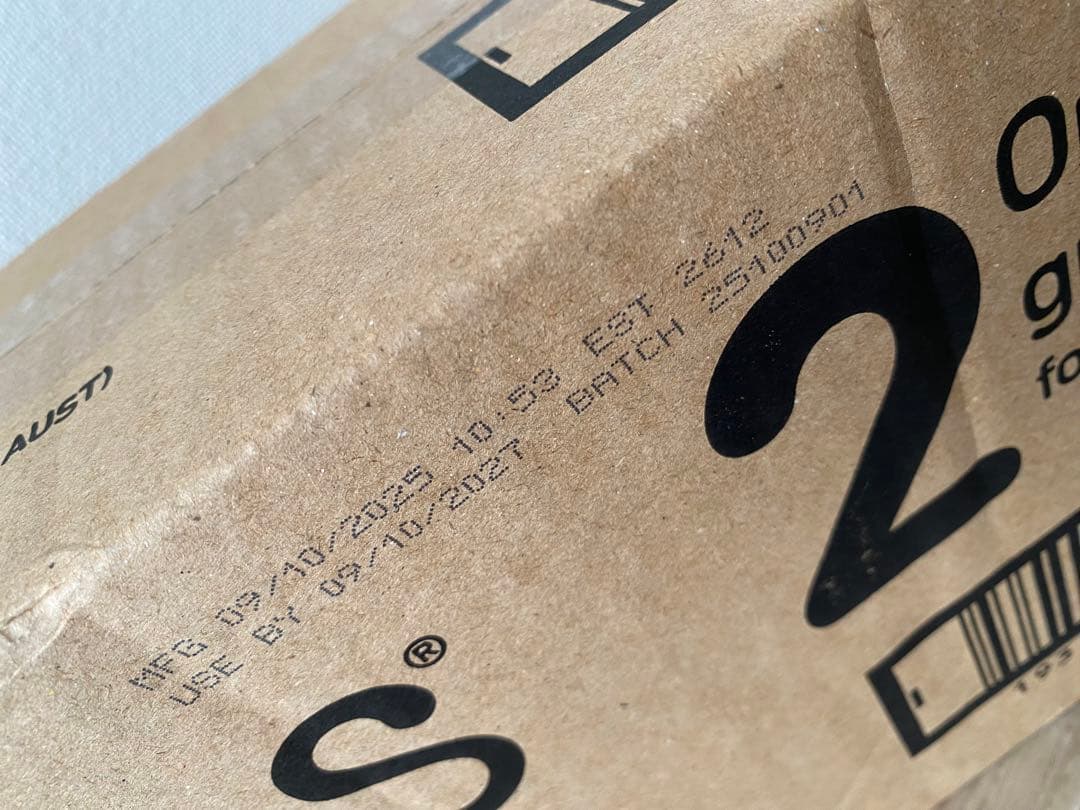 AUST)
MFG 09/10/2025 10:53 EST 2612
USE BY 09/10/2027 BATCH 25100901
S®
2